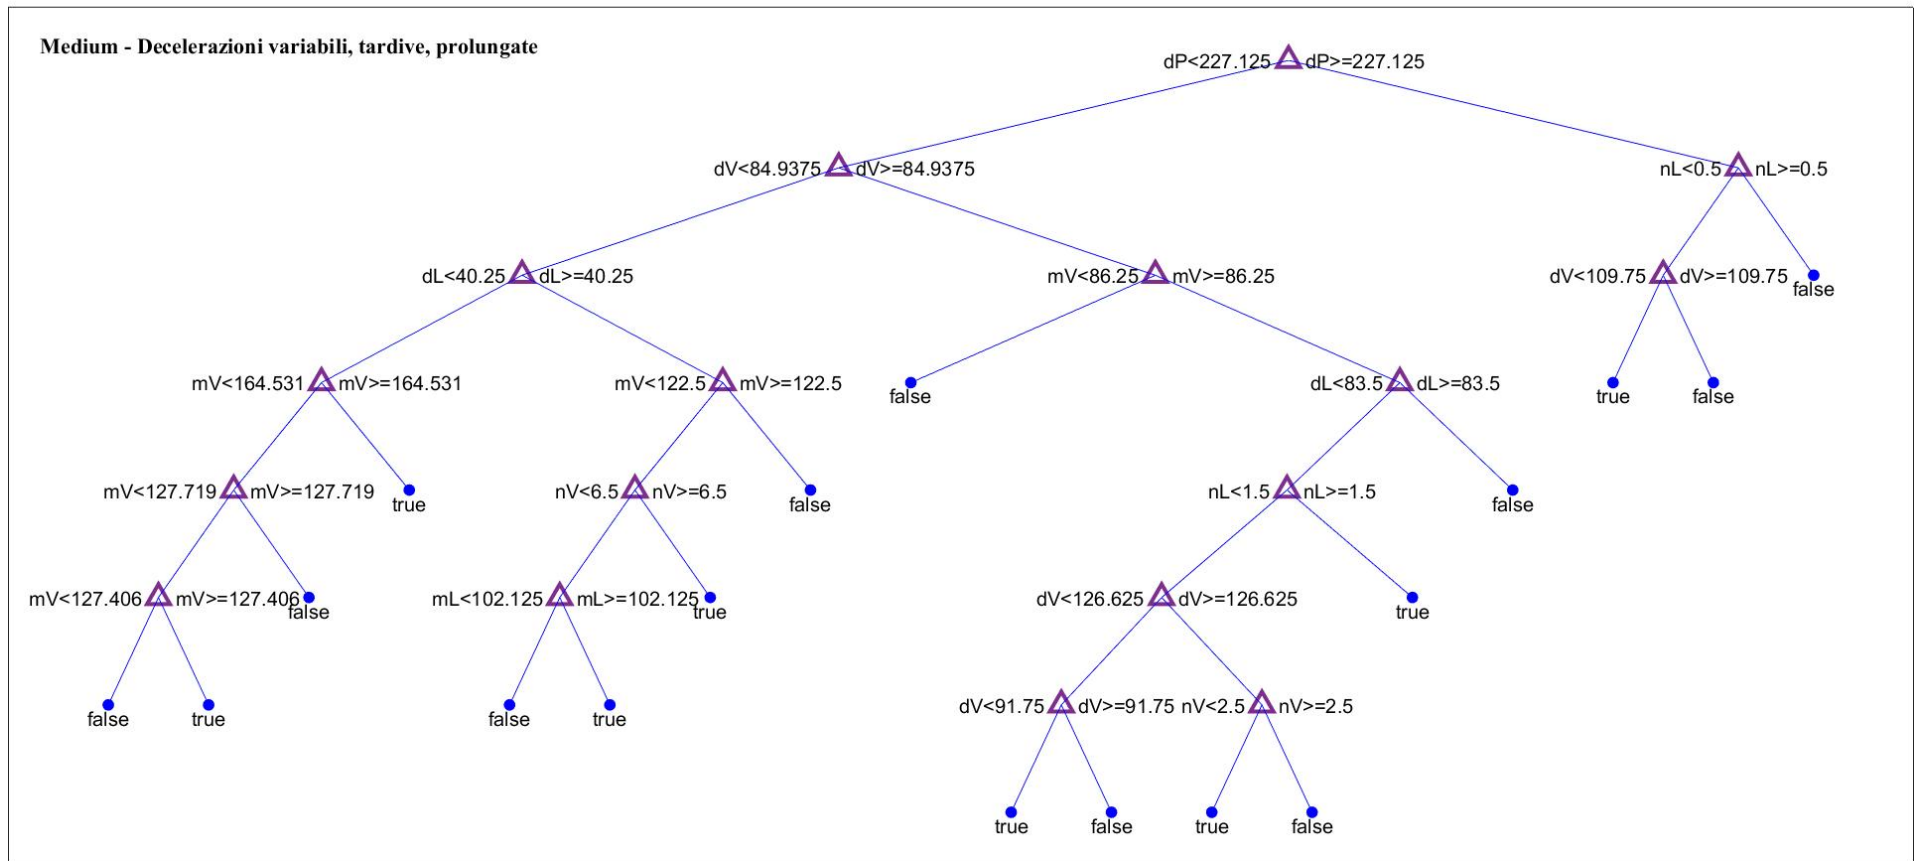 Medium - Decelerazioni variabili, tardive, prolungate
dP<227.125 dP>=227.125
dV<84.9375 dV>=84.9375 nL<0.5 nL>=0.5
dL<40.25 dL>=40.25 mV<86.25 mV>=86.25 dV<109.75 dV>=109.75 false
mV<164.531 mV>=164.531 mV<122.5 mV>=122.5 false dL<83.5 dL>=83.5 true false
mV<127.719 mV>=127.719 true nV<6.5 nV>=6.5 false nL<1.5 nL>=1.5 false
mV<127.406 mV>=127.406 false mL<102.125 mL>=102.125 true dV<126.625 dV>=126.625 true
false true false true dV<91.75 dV>=91.75 nV<2.5 nV>=2.5
true false true false